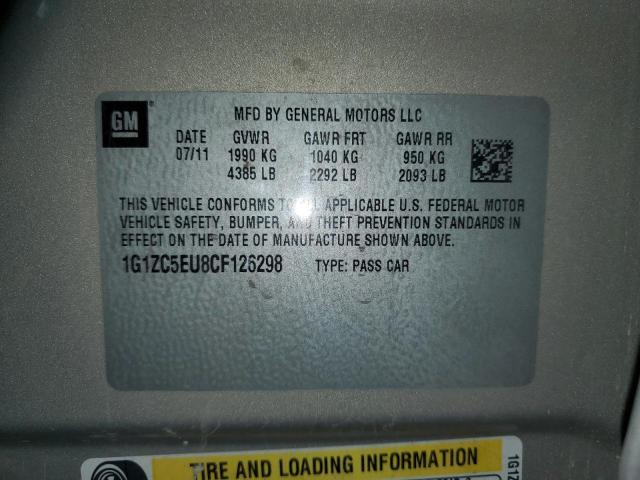 GM
MFD BY GENERAL MOTORS LLC
DATE GVWR GAWR FRT GAWR RR
07/11 1990 KG 1040 KG 950 KG
4385 LB 2292 LB 2093 LB
THIS VEHICLE CONFORMS TO ALL APPLICABLE U.S. FEDERAL MOTOR
VEHICLE SAFETY, BUMPER, AND THEFT PREVENTION STANDARDS IN
EFFECT ON THE DATE OF MANUFACTURE SHOWN ABOVE.
1G1ZC5EU8CF126298 TYPE: PASS CAR
TIRE AND LOADING INFORMATION
1G1Z